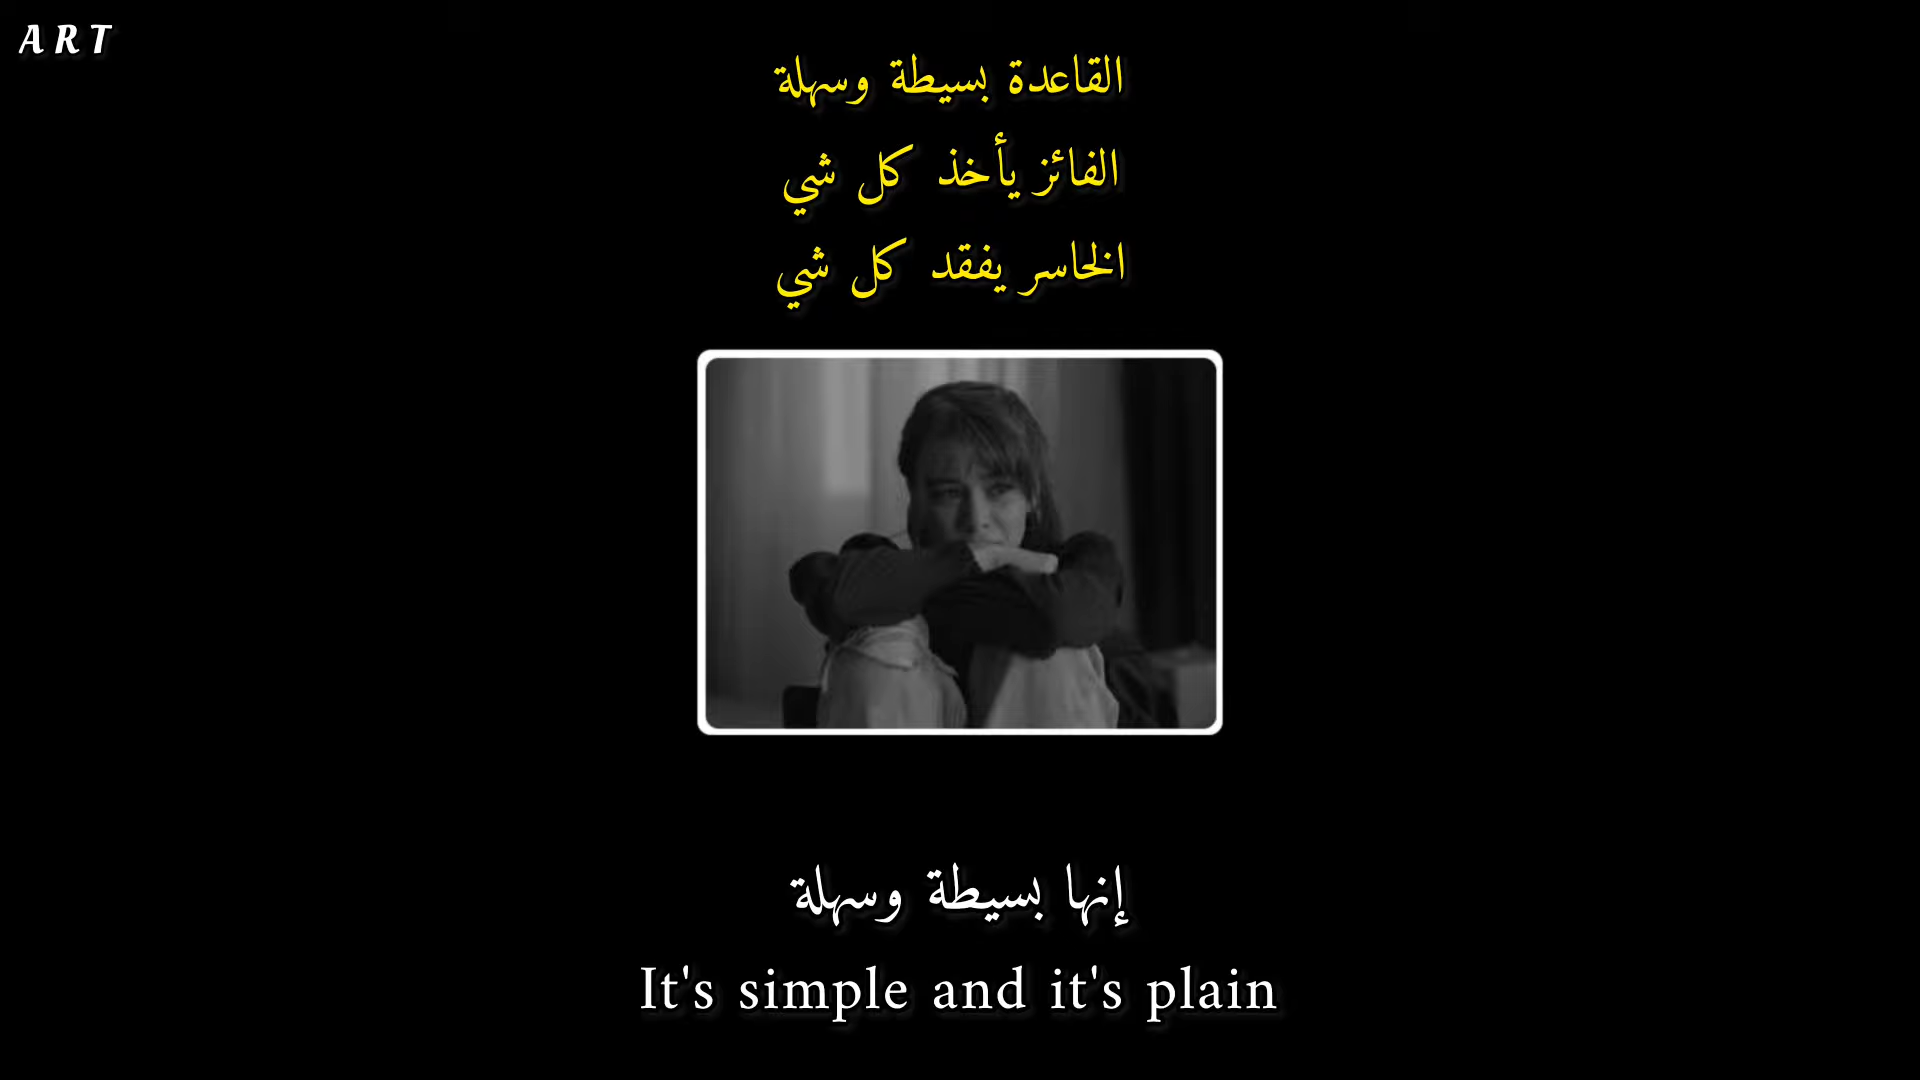 ART
القاعدة بسيطة وسهلة
الفائز يأخذ كل شي
الخاسر يفقد كل شي
إنها بسيطة وسهلة
It's simple and it's plain